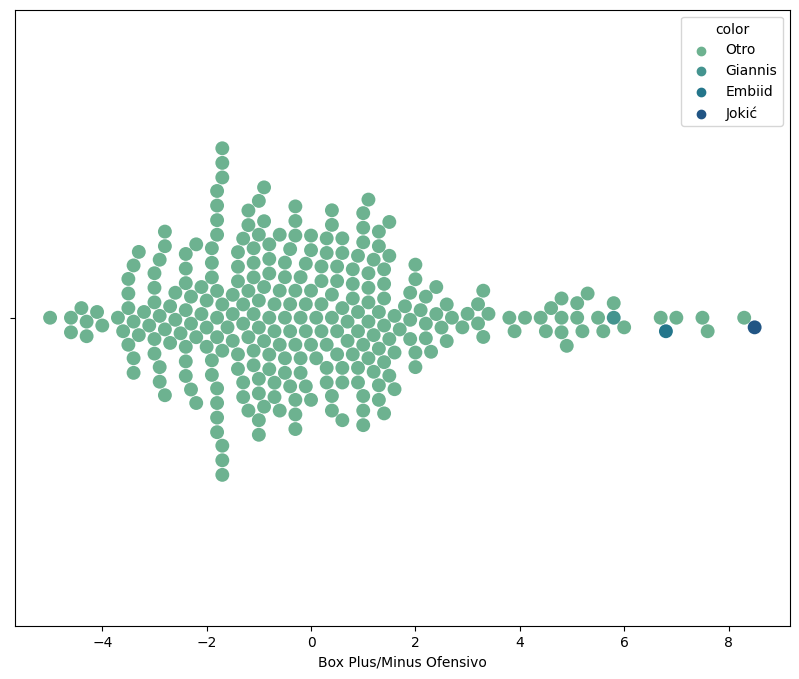 color
Otro
Giannis
Embiid
Jokić
−4
−2
0
2
4
6
8
Box Plus/Minus Ofensivo